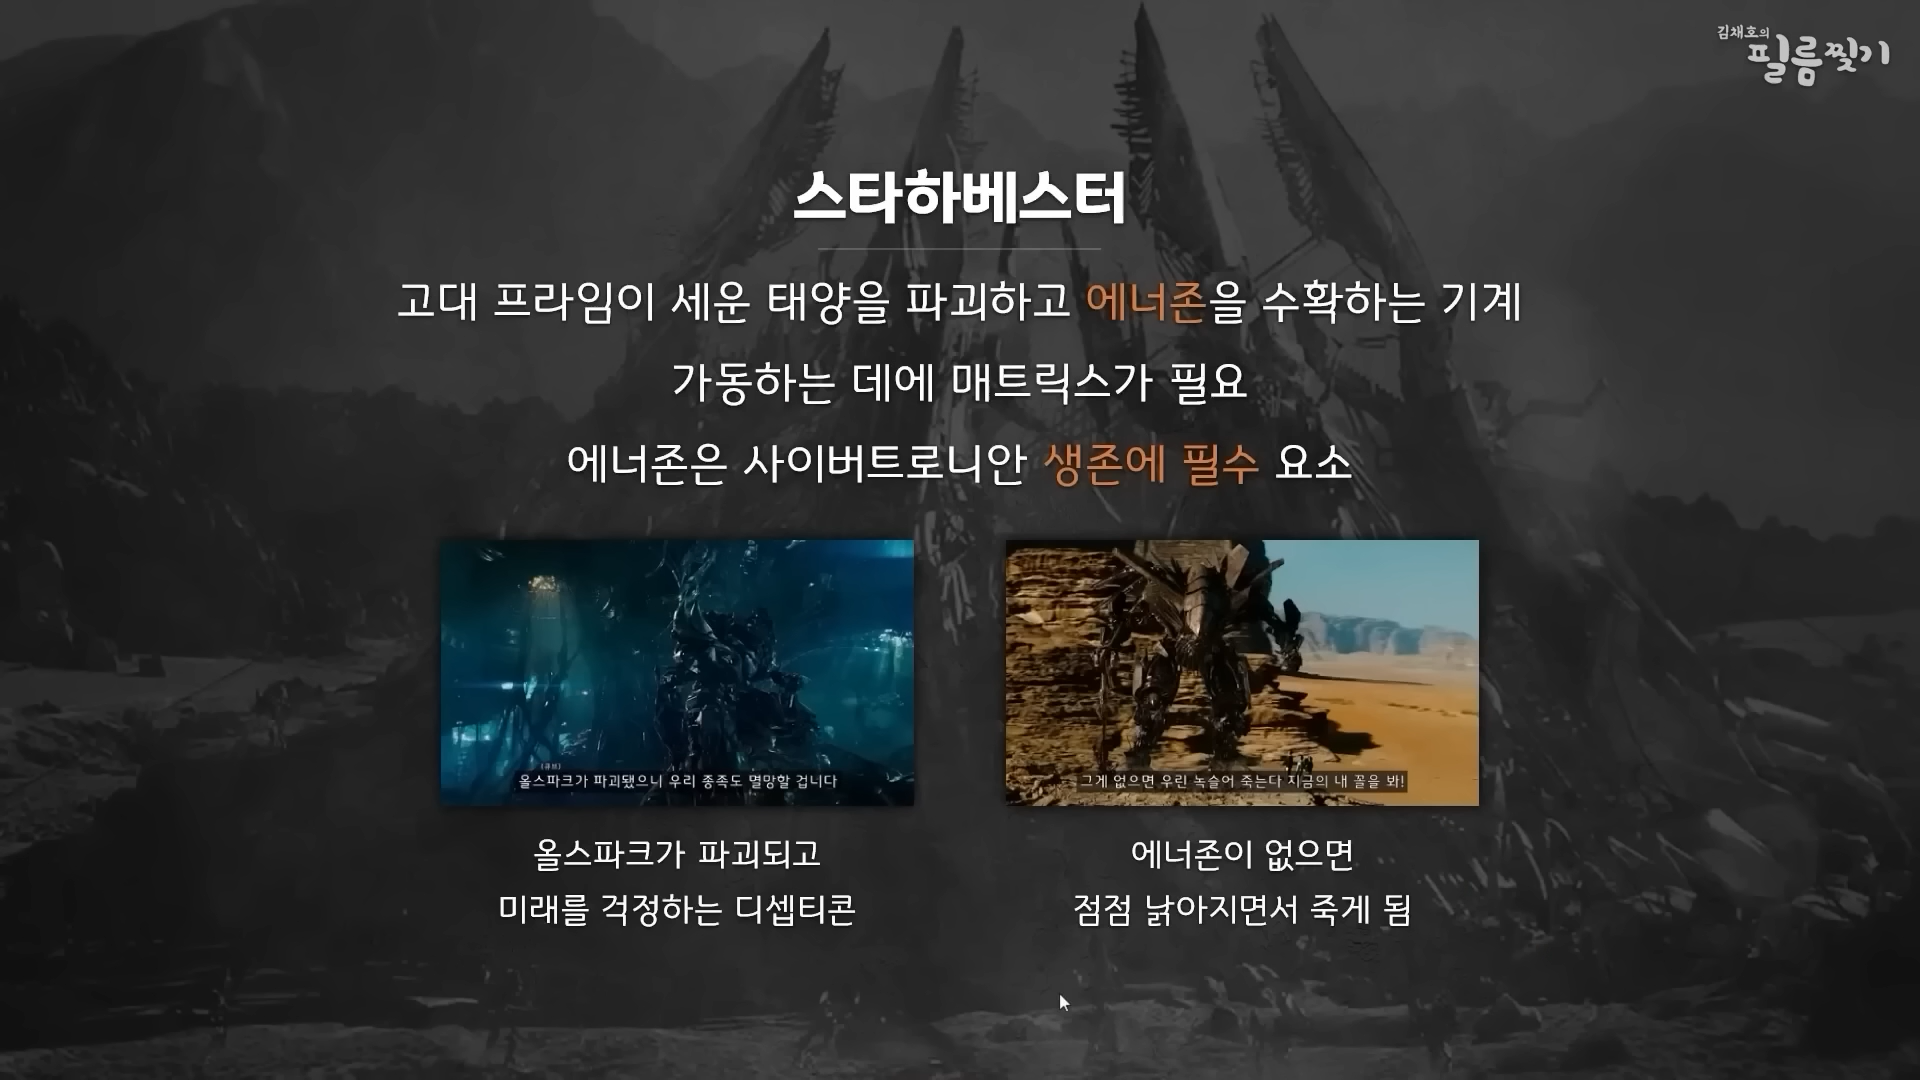 김채호의
필름찢기
스타하베스터
고대 프라임이 세운 태양을 파괴하고 에너존을 수확하는 기계
가동하는 데에 매트릭스가 필요
에너존은 사이버트로니안 생존에 필수 요소
(큐브)
올스파크가 파괴됐으니 우리 종족도 멸망할 겁니다
그게 없으면 우린 녹슬어 죽는다 지금의 내 꼴을 봐!
올스파크가 파괴되고
미래를 걱정하는 디셉티콘
에너존이 없으면
점점 낡아지면서 죽게 됨